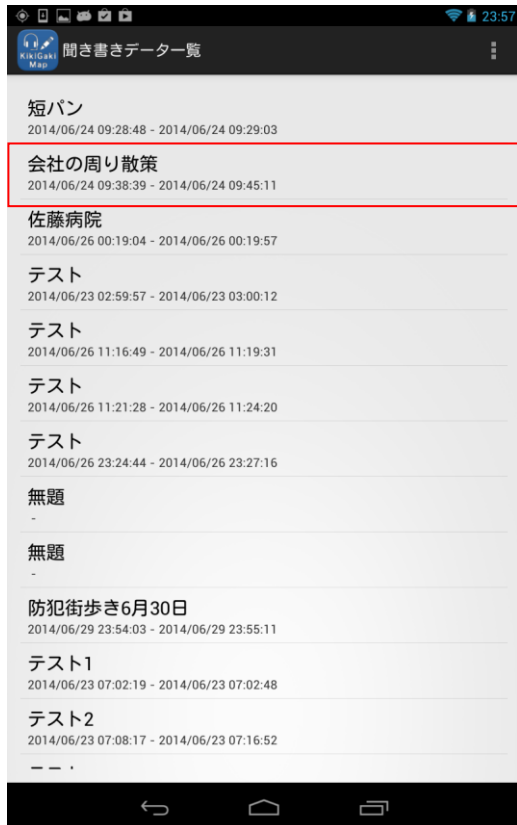 23:57
KikiGaki
Map
聞き書きデータ一覧
短パン
2014/06/24 09:28:48 - 2014/06/24 09:29:03
会社の周り散策
2014/06/24 09:38:39 - 2014/06/24 09:45:11
佐藤病院
2014/06/26 00:19:04 - 2014/06/26 00:19:57
テスト
2014/06/23 02:59:57 - 2014/06/23 03:00:12
テスト
2014/06/26 11:16:49 - 2014/06/26 11:19:31
テスト
2014/06/26 11:21:28 - 2014/06/26 11:24:20
テスト
2014/06/26 23:24:44 - 2014/06/26 23:27:16
無題
-
無題
-
防犯街歩き6月30日
2014/06/29 23:54:03 - 2014/06/29 23:55:11
テスト1
2014/06/23 07:02:19 - 2014/06/23 07:02:48
テスト2
2014/06/23 07:08:17 - 2014/06/23 07:16:52